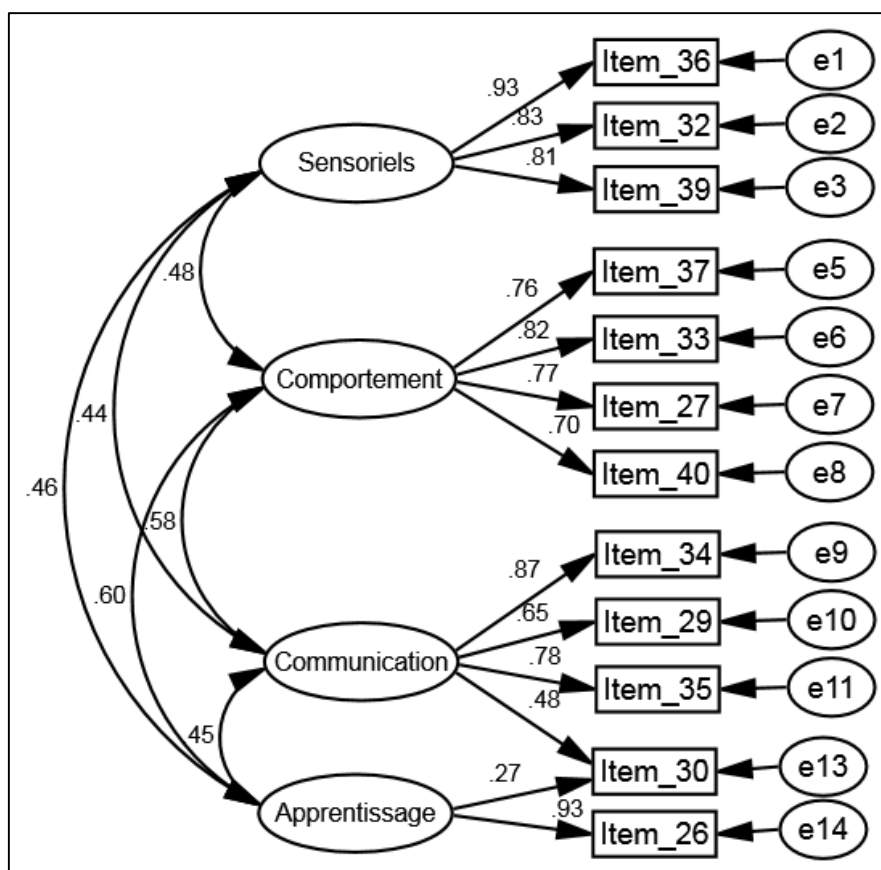 Item_36
e1
.93
.83
Item_32
e2
.81
Sensoriels
Item_39
e3
.48
.76
Item_37
e5
.82
Item_33
e6
Comportement
.77
Item_27
e7
.44
.70
Item_40
e8
.46
.58
.87
Item_34
e9
.60
.65
Item_29
e10
Communication
.78
Item_35
e11
.48
.45
.27
Item_30
e13
Apprentissage
.93
Item_26
e14